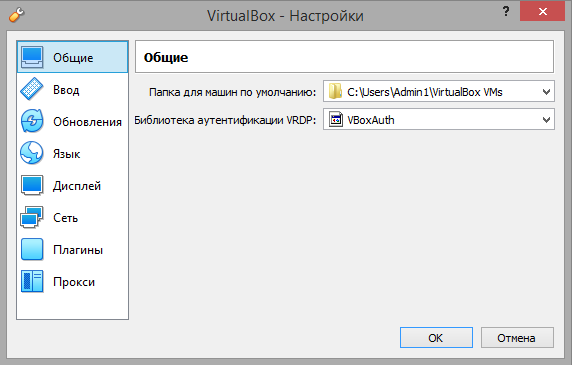 VirtualBox - Настройки
?
Общие
Ввод
Обновления
Язык
Дисплей
Сеть
Плагины
Прокси
Общие
Папка для машин по умолчанию: C:\Users\Admin1\VirtualBox VMs
Библиотека аутентификации VRDP: VBoxAuth
OK
Отмена